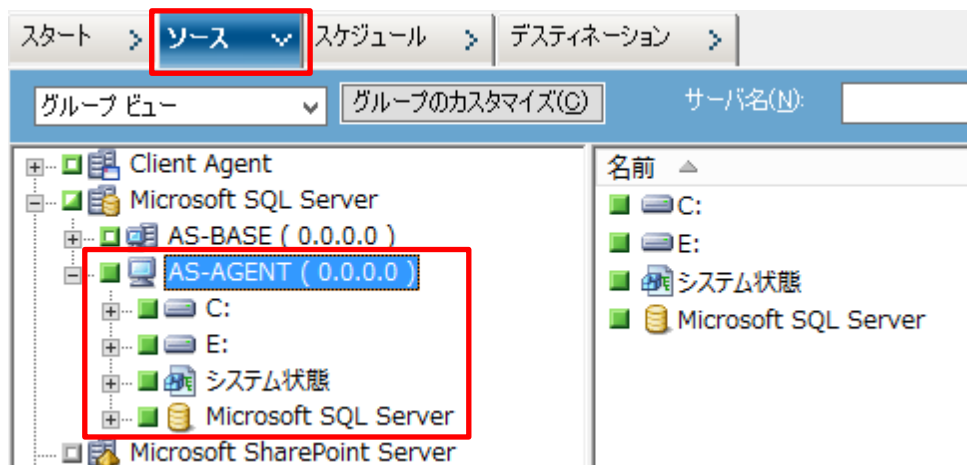 スタート ソース スケジュール デスティネーション
グループ ビュー グループのカスタマイズ(C) サーバ名(N):
Client Agent
Microsoft SQL Server
AS-BASE ( 0.0.0.0 )
AS-AGENT ( 0.0.0.0 )
C:
E:
システム状態
Microsoft SQL Server
Microsoft SharePoint Server
名前
C:
E:
システム状態
Microsoft SQL Server